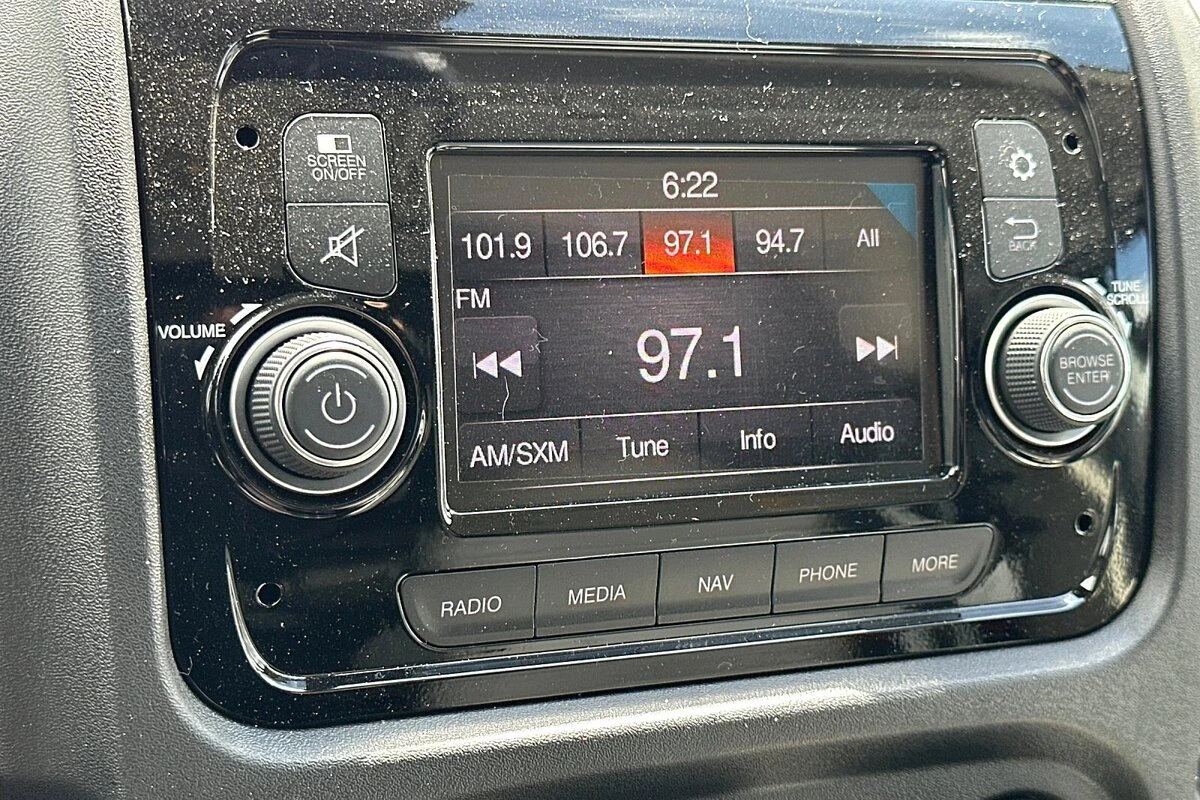 SCREEN
ON/OFF
BACK
VOLUME
TUNE
SCROLL
BROWSE
ENTER
6:22
101.9 106.7 97.1 94.7 All
FM
97.1
AM/SXM Tune Info Audio
RADIO MEDIA NAV PHONE MORE